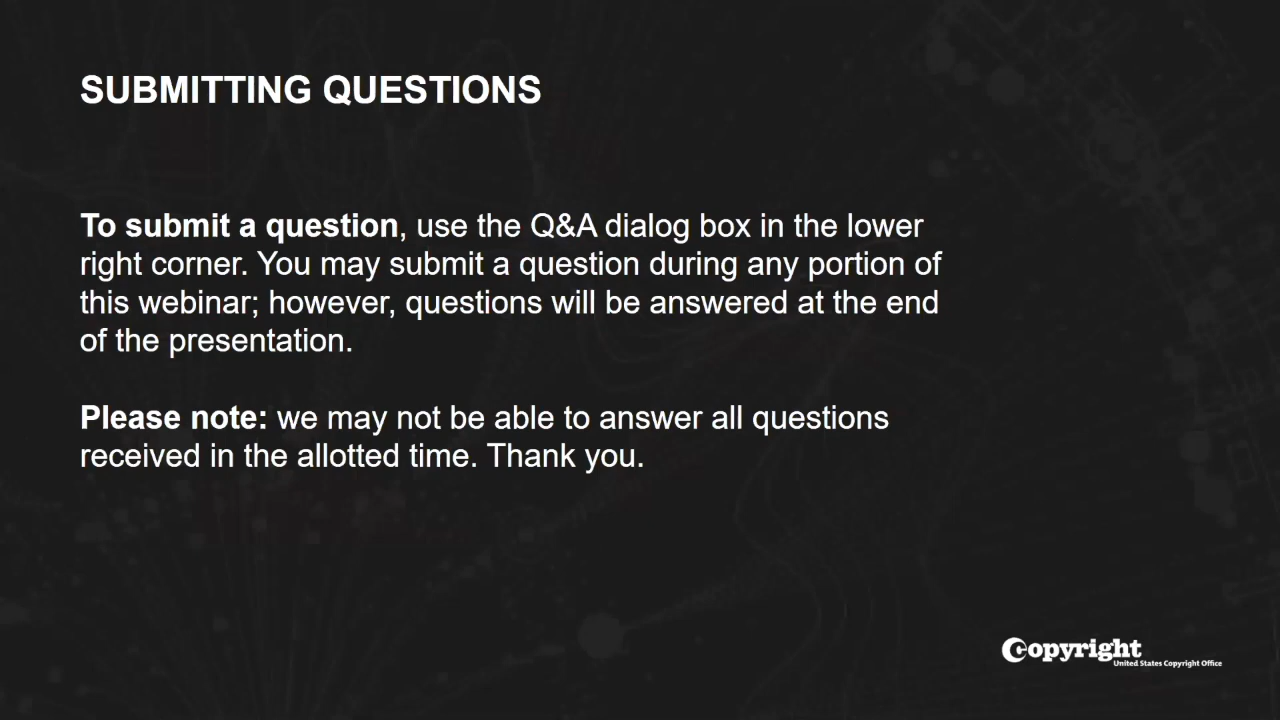 SUBMITTING QUESTIONS
To submit a question, use the Q&A dialog box in the lower
right corner. You may submit a question during any portion of
this webinar; however, questions will be answered at the end
of the presentation.
Please note: we may not be able to answer all questions
received in the allotted time. Thank you.
Copyright
United States Copyright Office